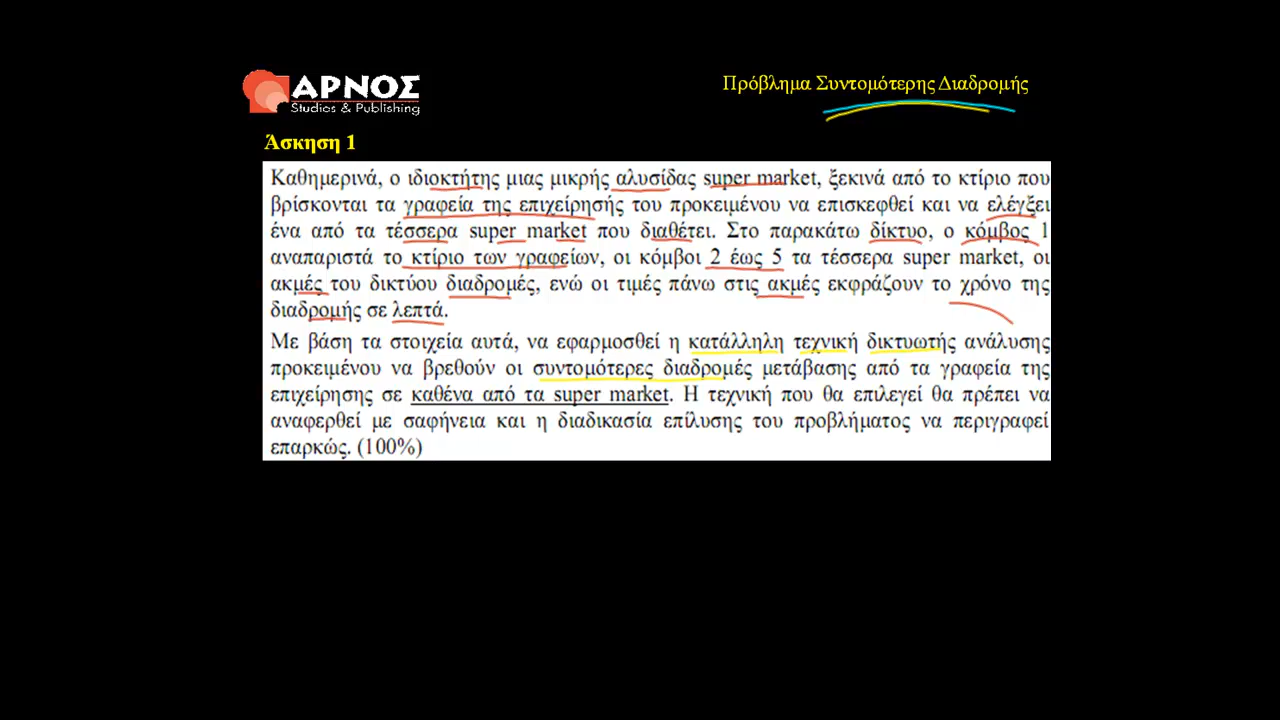 ΑΡΝΟΣ
Studios & Publishing
Πρόβλημα Συντομότερης Διαδρομής
Άσκηση 1
Καθημερινά, ο ιδιοκτήτης μιας μικρής αλυσίδας super market, ξεκινά από το κτίριο που
βρίσκονται τα γραφεία της επιχείρησής του προκειμένου να επισκεφθεί και να ελέγξει
ένα από τα τέσσερα super market που διαθέτει. Στο παρακάτω δίκτυο, ο κόμβος 1
αναπαριστά το κτίριο των γραφείων, οι κόμβοι 2 έως 5 τα τέσσερα super market, οι
ακμές του δικτύου διαδρομές, ενώ οι τιμές πάνω στις ακμές εκφράζουν το χρόνο της
διαδρομής σε λεπτά.
Με βάση τα στοιχεία αυτά, να εφαρμοσθεί η κατάλληλη τεχνική δικτυωτής ανάλυσης
προκειμένου να βρεθούν οι συντομότερες διαδρομές μετάβασης από τα γραφεία της
επιχείρησης σε καθένα από τα super market. Η τεχνική που θα επιλεγεί θα πρέπει να
αναφερθεί με σαφήνεια και η διαδικασία επίλυσης του προβλήματος να περιγραφεί
επαρκώς. (100%)